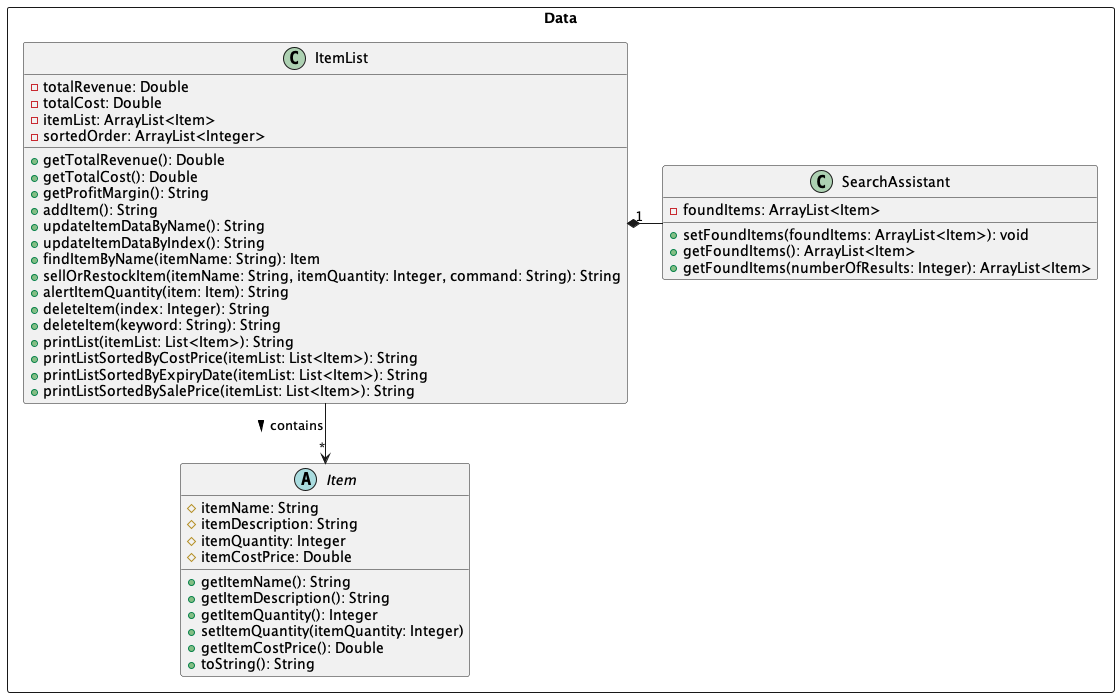 Data
C ItemList
totalRevenue: Double
totalCost: Double
itemList: ArrayList<Item>
sortedOrder: ArrayList<Integer>
getTotalRevenue(): Double
getTotalCost(): Double
getProfitMargin(): String
addItem(): String
updateItemDataByName(): String
updateItemDataByIndex(): String
findItemByName(itemName: String): Item
sellOrRestockItem(itemName: String, itemQuantity: Integer, command: String): String
alertItemQuantity(item: Item): String
deleteItem(index: Integer): String
deleteItem(keyword: String): String
printList(itemList: List<Item>): String
printListSortedByCostPrice(itemList: List<Item>): String
printListSortedByExpiryDate(itemList: List<Item>): String
printListSortedBySalePrice(itemList: List<Item>): String
1
C SearchAssistant
foundItems: ArrayList<Item>
setFoundItems(foundItems: ArrayList<Item>): void
getFoundItems(): ArrayList<Item>
getFoundItems(numberOfResults: Integer): ArrayList<Item>
contains
*
A Item
itemName: String
itemDescription: String
itemQuantity: Integer
itemCostPrice: Double
getItemName(): String
getItemDescription(): String
getItemQuantity(): Integer
setItemQuantity(itemQuantity: Integer)
getItemCostPrice(): Double
toString(): String